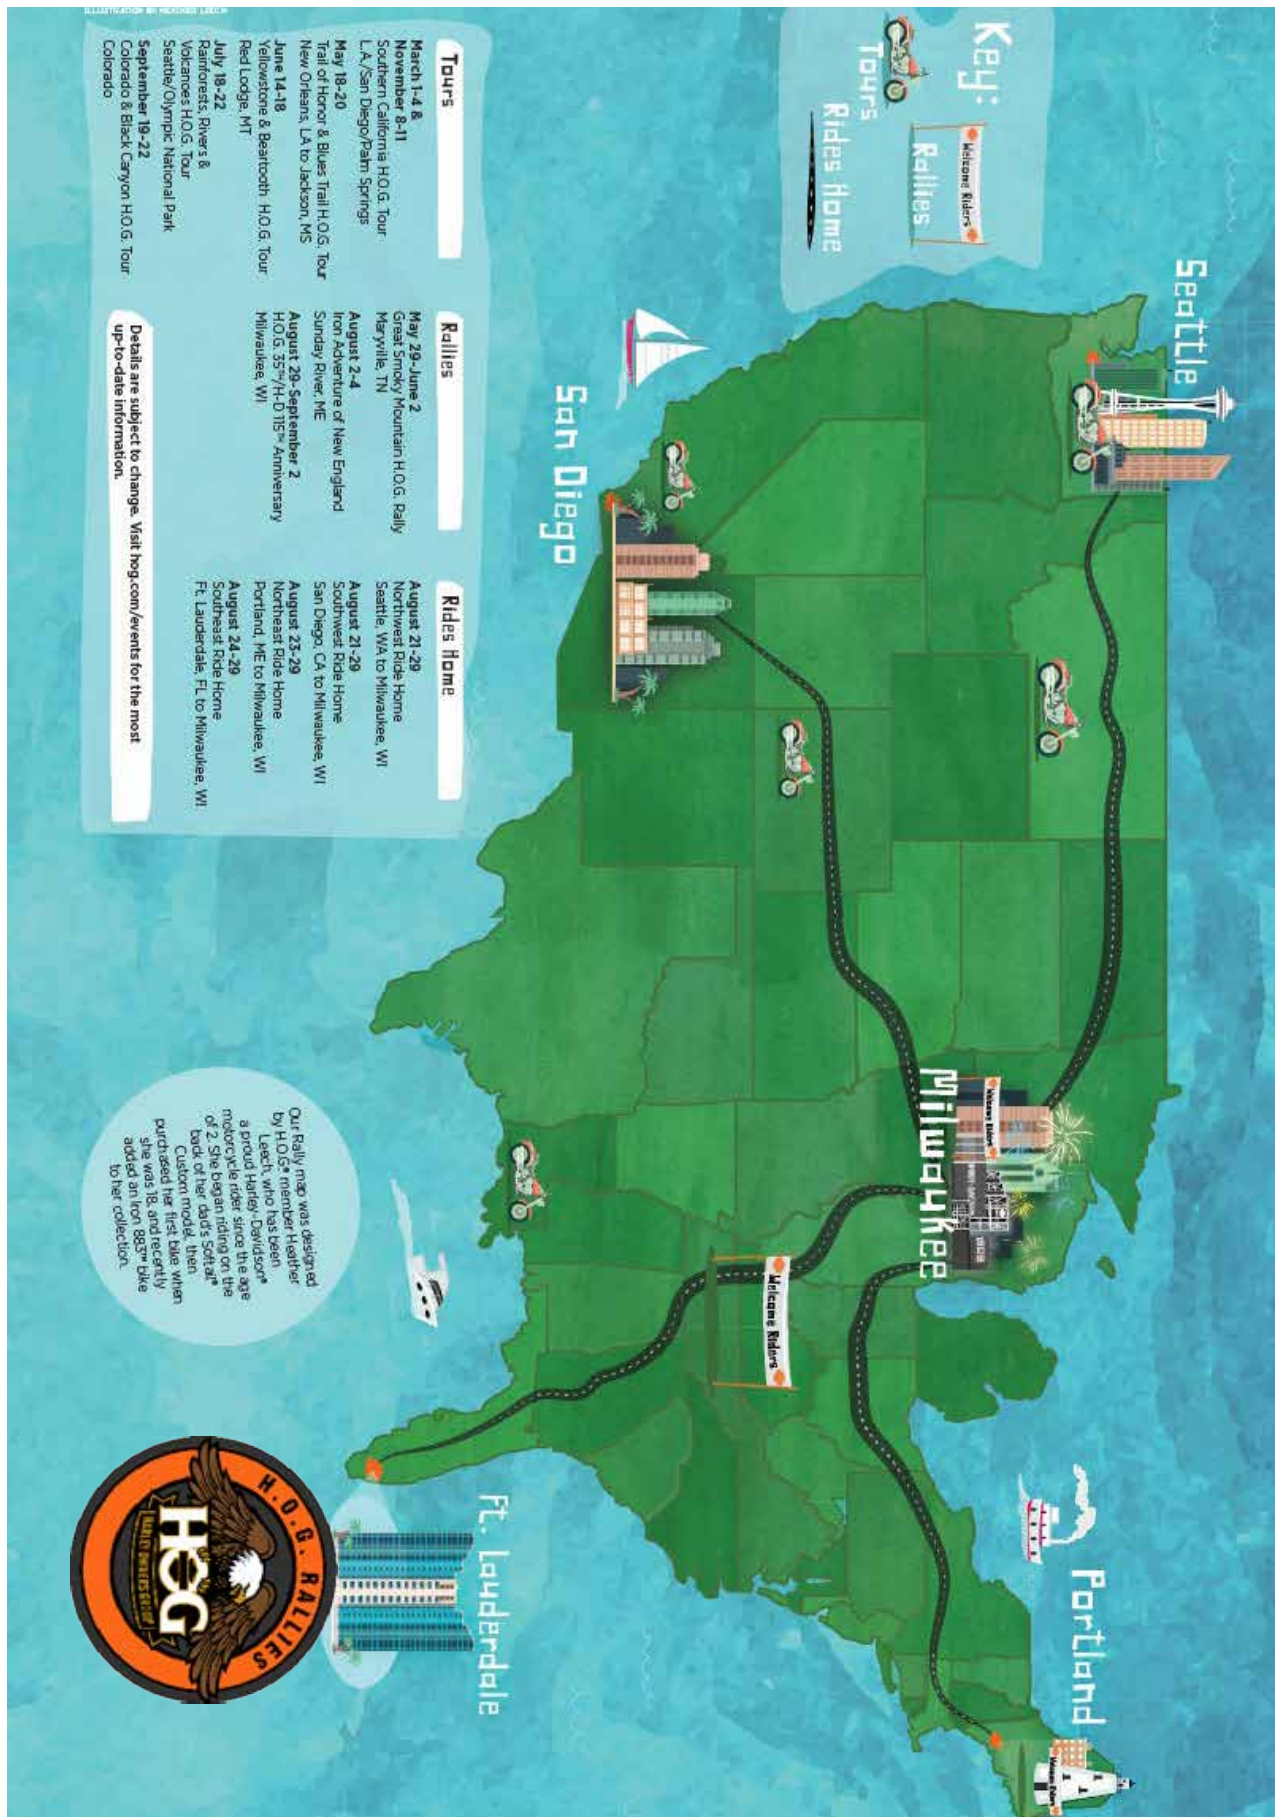 Key:
Tours
Welcome Riders
Rallies
Rides Home
Seattle
San Diego
Milwaukee
Welcome Riders
Welcome Riders
Portland
Welcome Riders
Ft. Lauderdale
Tours
March 1-4 &
November 8-11
Southern California H.O.G. Tour
L.A./San Diego/Palm Springs
May 18-20
Trail of Honor & Blues Trail H.O.G. Tour
New Orleans, LA to Jackson, MS
June 14-18
Yellowstone & Beartooth H.O.G. Tour
Red Lodge, MT
July 18-22
Rainforests, Rivers &
Volcanoes H.O.G. Tour
Seattle/Olympic National Park
September 19-22
Colorado & Black Canyon H.O.G. Tour
Colorado
Rallies
May 29-June 2
Great Smoky Mountain H.O.G. Rally
Maryville, TN
August 2-4
Iron Adventure of New England
Sunday River, ME
August 29-September 2
H.O.G. 35™/H-D 115™ Anniversary
Milwaukee, WI
Rides Home
August 21-29
Northwest Ride Home
Seattle, WA to Milwaukee, WI
August 21-29
Southwest Ride Home
San Diego, CA to Milwaukee, WI
August 23-29
Northeast Ride Home
Portland, ME to Milwaukee, WI
August 24-29
Southeast Ride Home
Ft. Lauderdale, FL to Milwaukee, WI
Details are subject to change. Visit hog.com/events for the most
up-to-date information.
Our Rally map was designed
by H.O.G.® member Heather
Leech, who has been
a proud Harley-Davidson®
motorcycle rider since the age
of 2. She began riding on the
back of her dad's Softail®
Custom model, then
purchased her first bike when
she was 18, and recently
added an Iron 883™ bike
to her collection.
H.O.G. RALLIES
HOG
HARLEY OWNERS GROUP